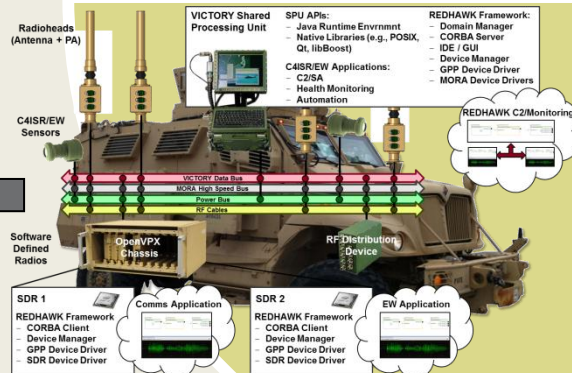 Radioheads
(Antenna + PA)
VICTORY Shared
Processing Unit
SPU APIs:
- Java Runtime Envrnmnt
- Native Libraries (e.g., POSIX,
Qt, libBoost)
C4ISR/EW Applications:
- C2/SA
- Health Monitoring
- Automation
REDHAWK Framework:
- Domain Manager
- CORBA Server
- IDE / GUI
- Device Manager
- GPP Device Driver
- MORA Device Drivers
REDHAWK C2/Monitoring
C4ISR/EW
Sensors
VICTORY Data Bus
MORA High Speed Bus
Power Bus
RF Cables
Software
Defined
Radios
OpenVPX
Chassis
RF Distribution
Device
SDR 1
REDHAWK Framework
- CORBA Client
- Device Manager
- GPP Device Driver
- SDR Device Driver
Comms Application
SDR 2
REDHAWK Framework
- CORBA Client
- Device Manager
- GPP Device Driver
- SDR Device Driver
EW Application